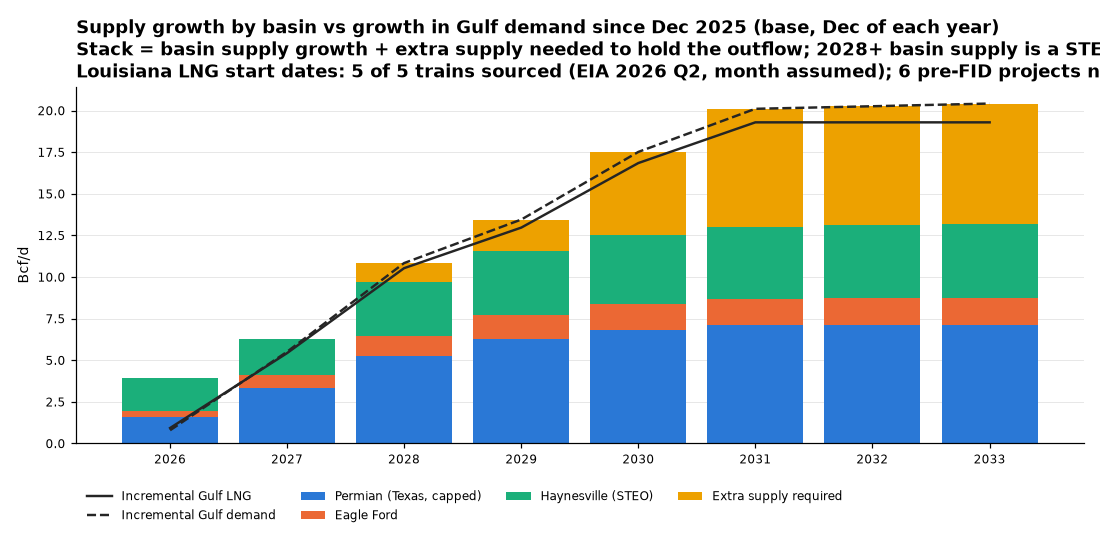 Supply growth by basin vs growth in Gulf demand since Dec 2025 (base, Dec of each year)
Stack = basin supply growth + extra supply needed to hold the outflow; 2028+ basin supply is a STE
Louisiana LNG start dates: 5 of 5 trains sourced (EIA 2026 Q2, month assumed); 6 pre-FID projects n
20.0
17.5
15.0
12.5
10.0
7.5
5.0
2.5
0.0
Bcf/d
2026 2027 2028 2029 2030 2031 2032 2033
Incremental Gulf LNG Permian (Texas, capped) Haynesville (STEO) Extra supply required
Incremental Gulf demand Eagle Ford